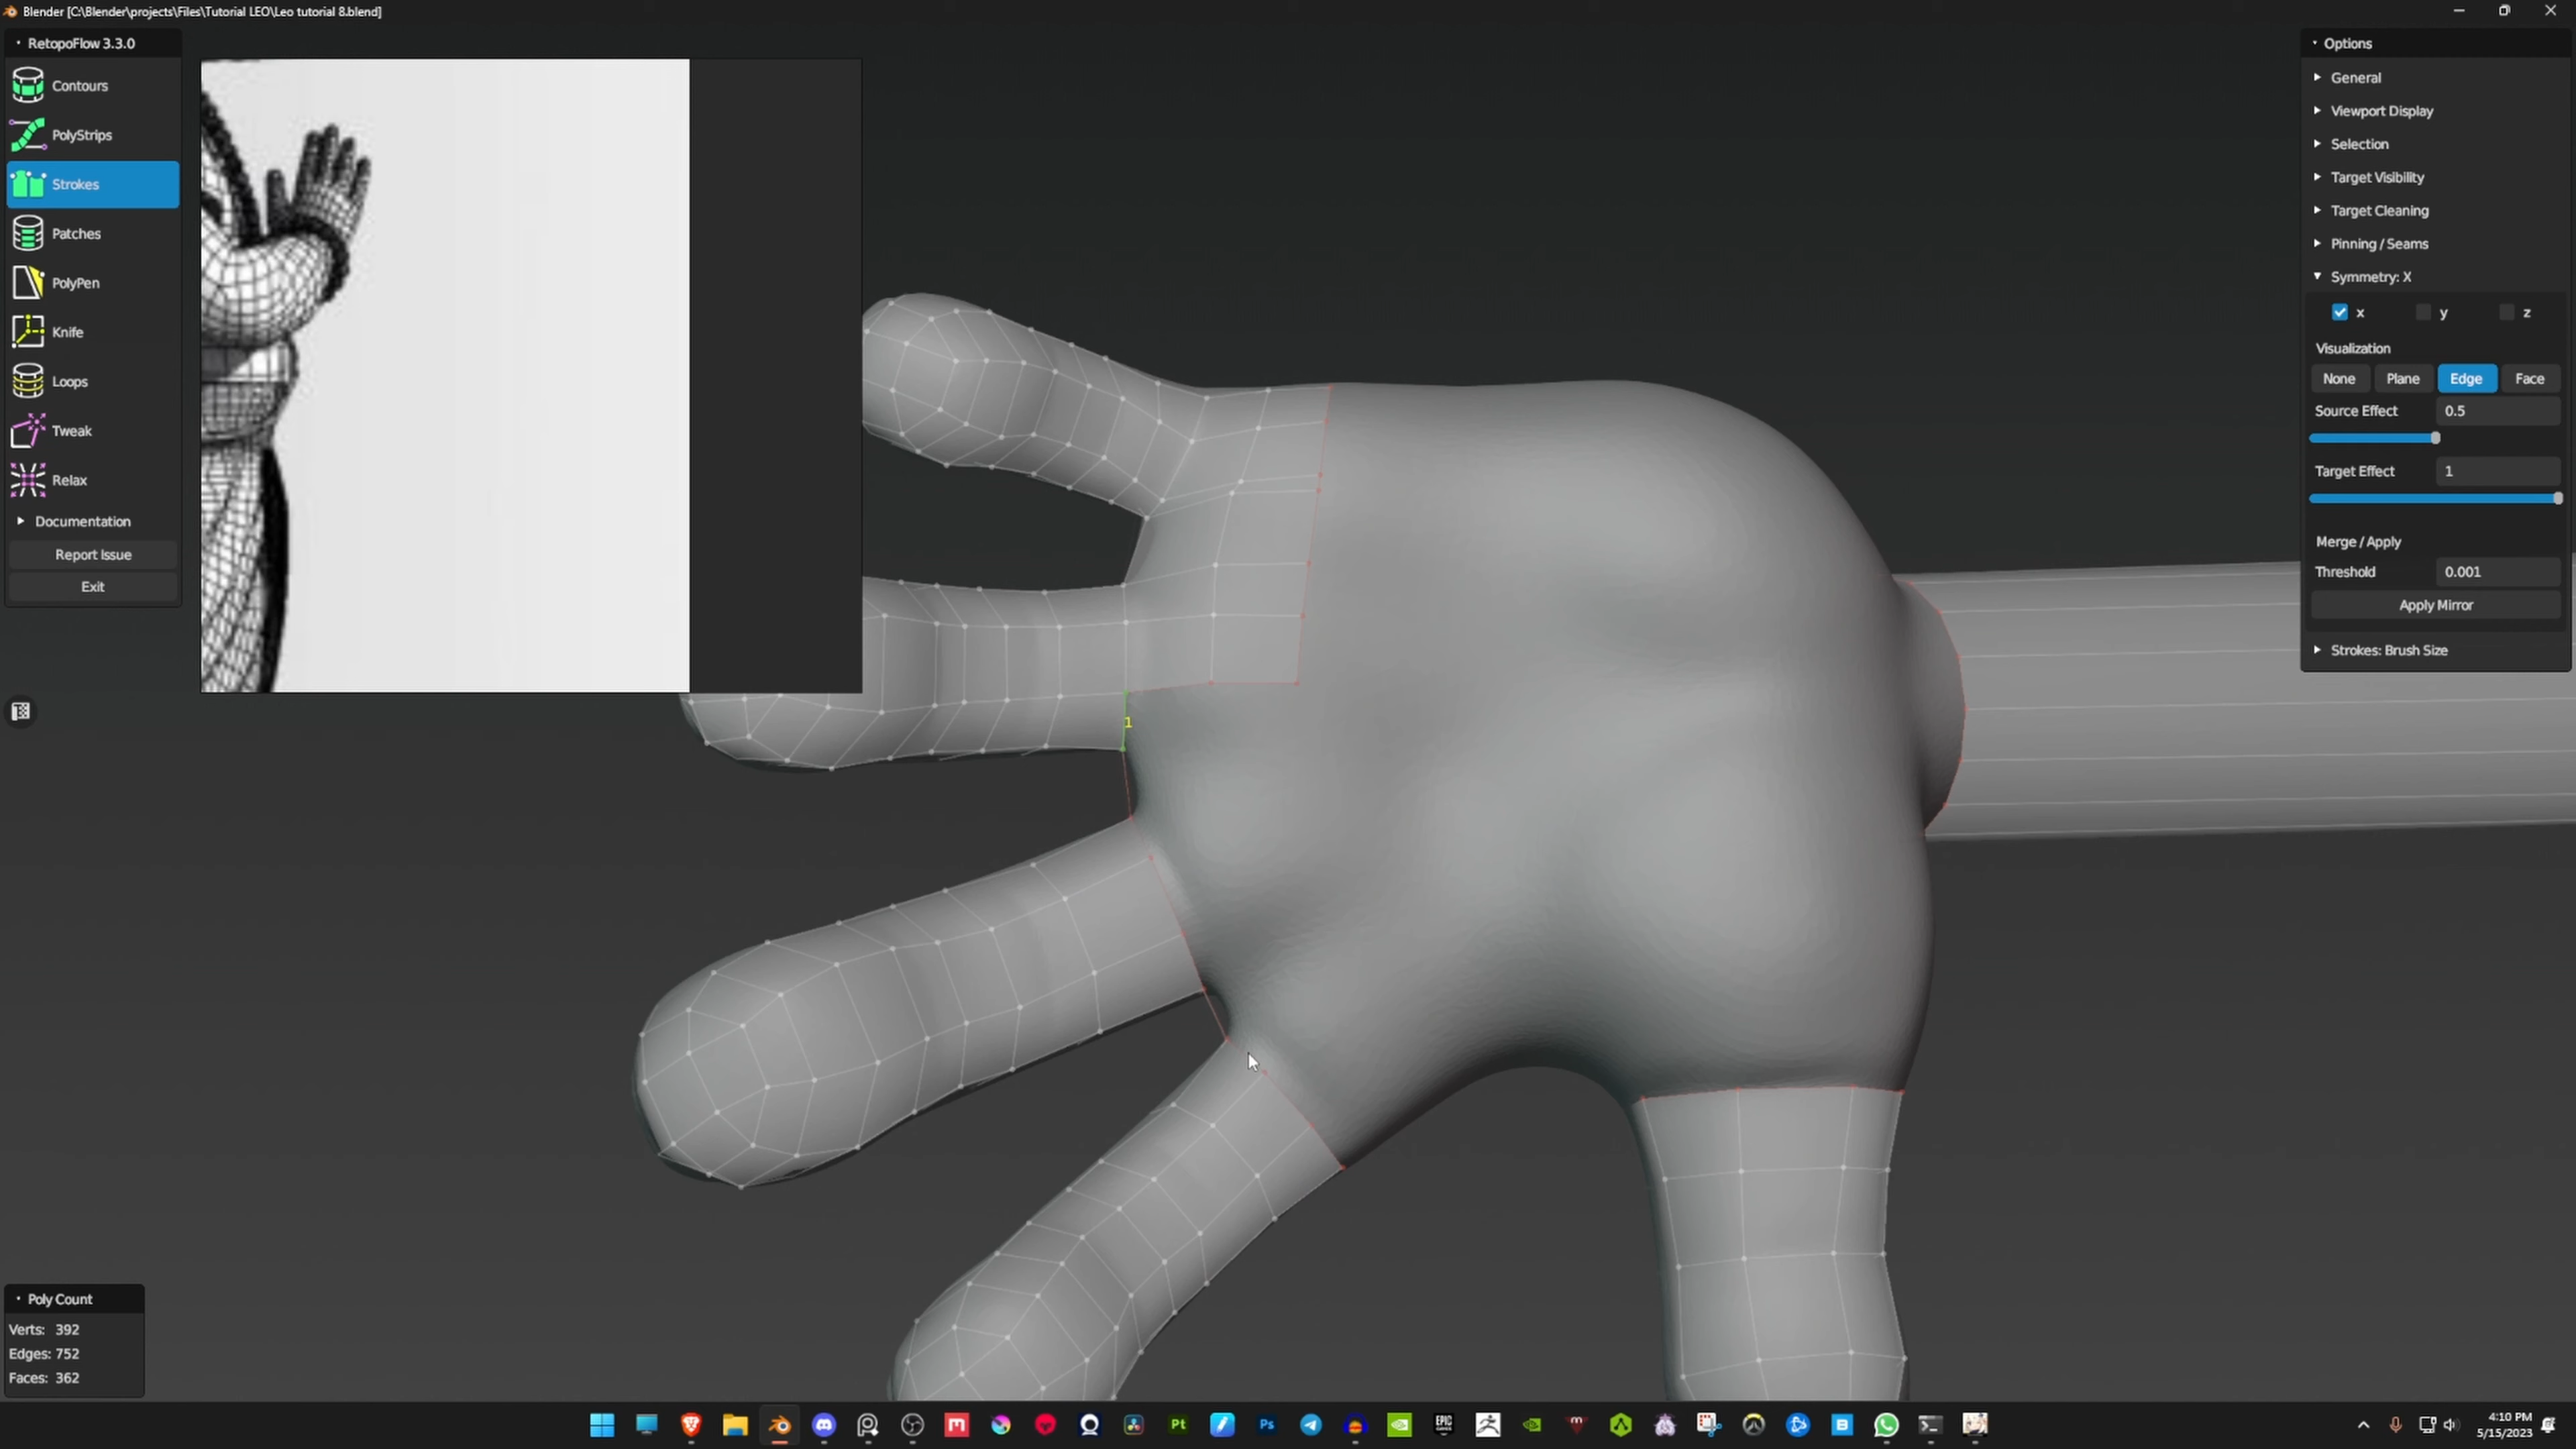 Blender [C:\Blender\projects\Files\Tutorial LEO\Leo tutorial 8.blend]
RetopoFlow 3.3.0
Contours
PolyStrips
Strokes
Patches
PolyPen
Knife
Loops
Tweak
Relax
Documentation
Report Issue
Exit
1
Options
General
Viewport Display
Selection
Target Visibility
Target Cleaning
Pinning / Seams
Symmetry: X
x y z
Visualization
None Plane Edge Face
Source Effect 0.5
Target Effect 1
Merge / Apply
Threshold 0.001
Apply Mirror
Strokes: Brush Size
Poly Count
Verts: 392
Edges: 752
Faces: 362
Pt
Ps
EPIC
4:10 PM
5/15/2023